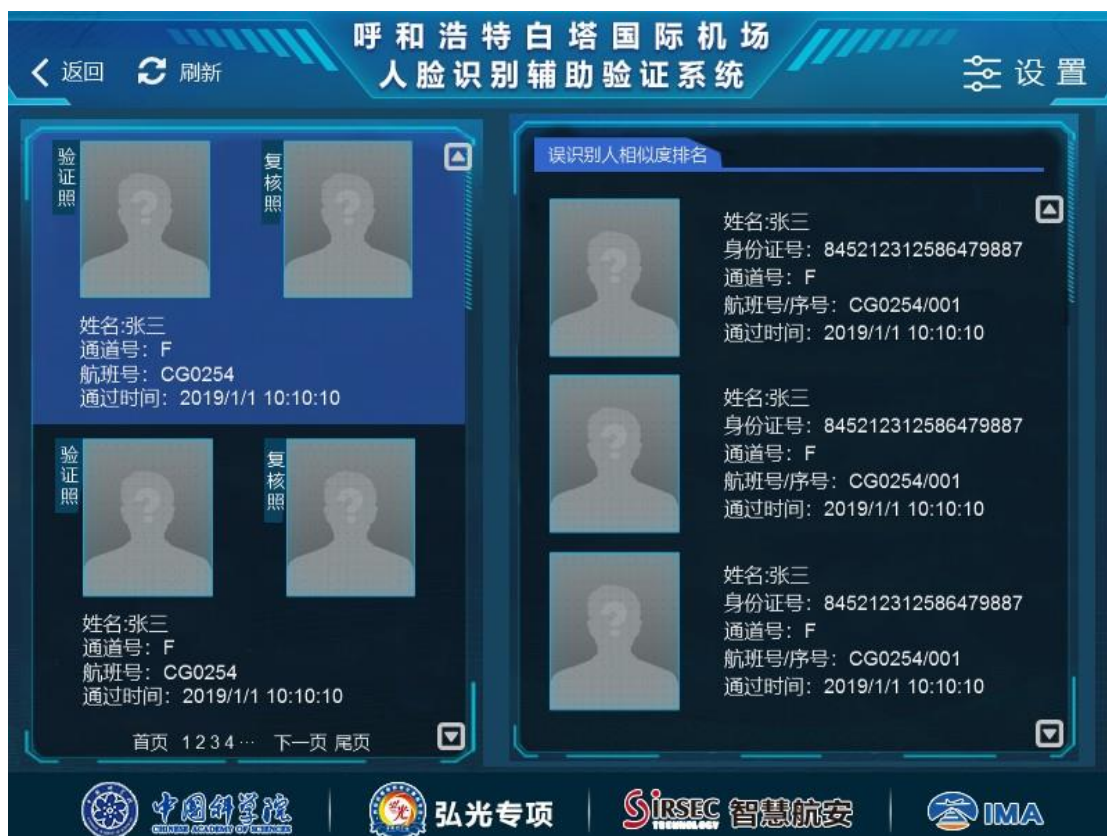 返回
刷新
呼和浩特白塔国际机场
人脸识别辅助验证系统
设置
验证照
复核照
姓名:张三
通道号：F
航班号：CG0254
通过时间：2019/1/1 10:10:10
验证照
复核照
姓名:张三
通道号：F
航班号：CG0254
通过时间：2019/1/1 10:10:10
首页 1 2 3 4 … 下一页 尾页
误识别人相似度排名
姓名:张三
身份证号：845212312586479887
通道号：F
航班号/序号：CG0254/001
通过时间：2019/1/1 10:10:10
姓名:张三
身份证号：845212312586479887
通道号：F
航班号/序号：CG0254/001
通过时间：2019/1/1 10:10:10
姓名:张三
身份证号：845212312586479887
通道号：F
航班号/序号：CG0254/001
通过时间：2019/1/1 10:10:10
中国科学院
CHINESE ACADEMY OF SCIENCES
弘光专项
SIRSEC 智慧航安
TECHNOLOGY
IMA